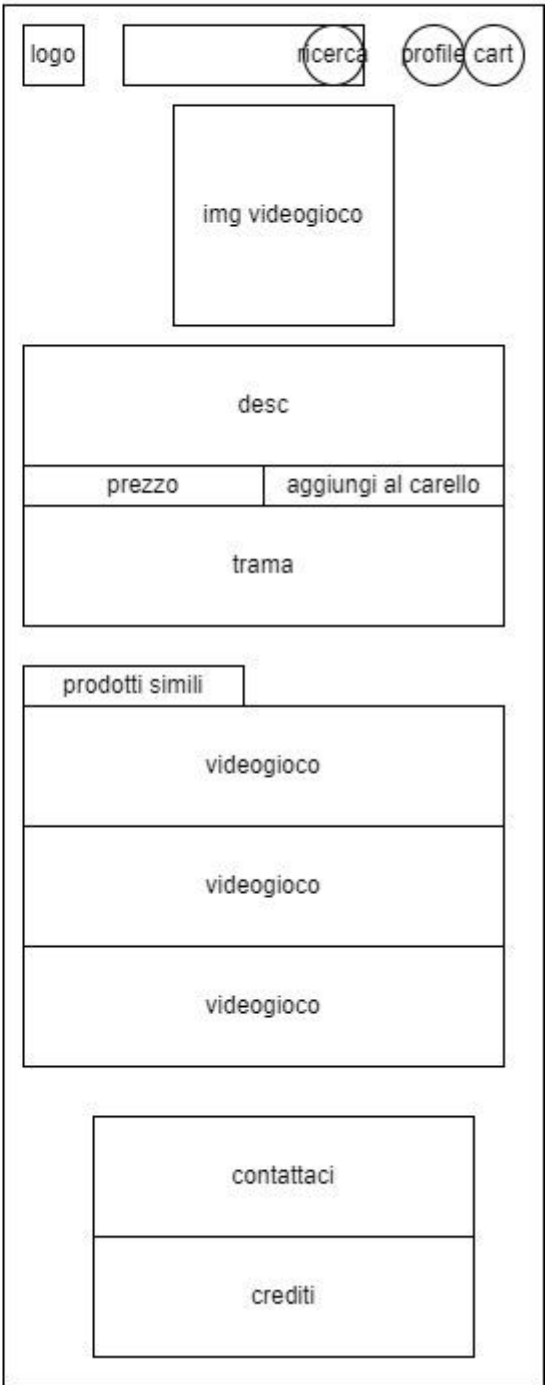 logo
ricerca
profile
cart
img videogioco
desc
prezzo
aggiungi al carello
trama
prodotti simili
videogioco
videogioco
videogioco
contattaci
crediti